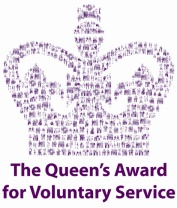 The Queen's Award
for Voluntary Service